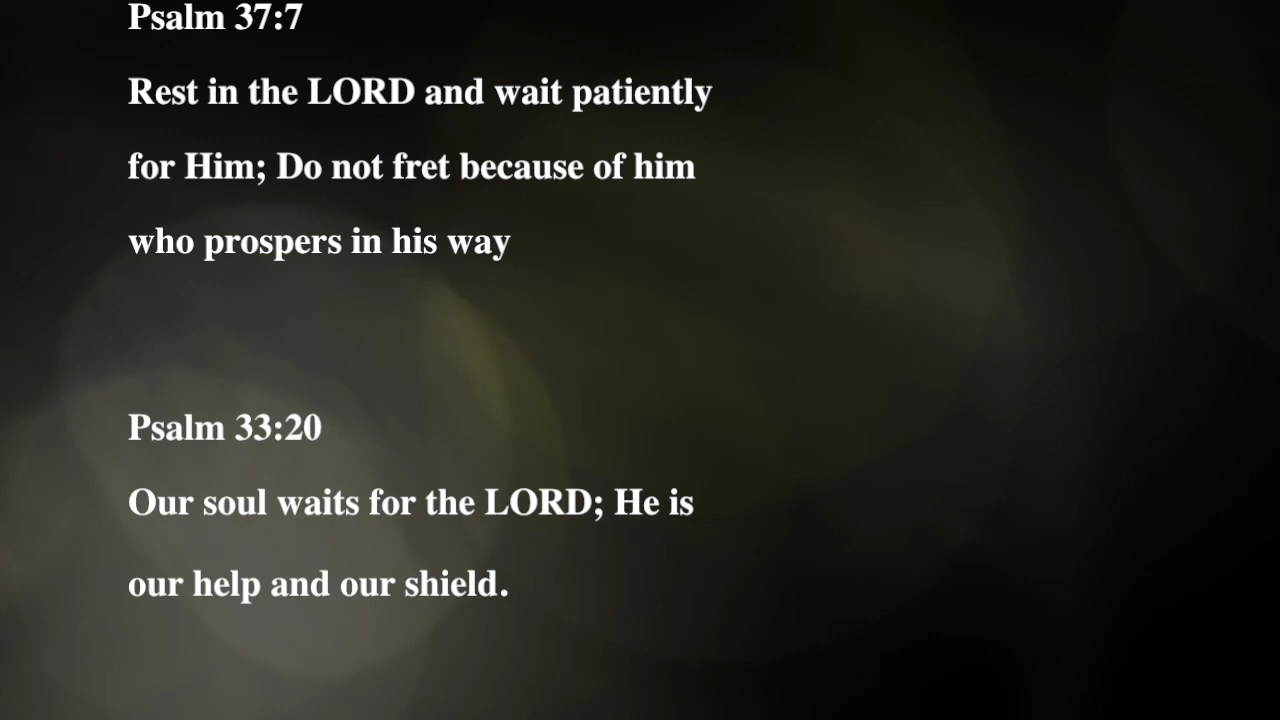 Psalm 37:7
Rest in the LORD and wait patiently
for Him; Do not fret because of him
who prospers in his way
Psalm 33:20
Our soul waits for the LORD; He is
our help and our shield.